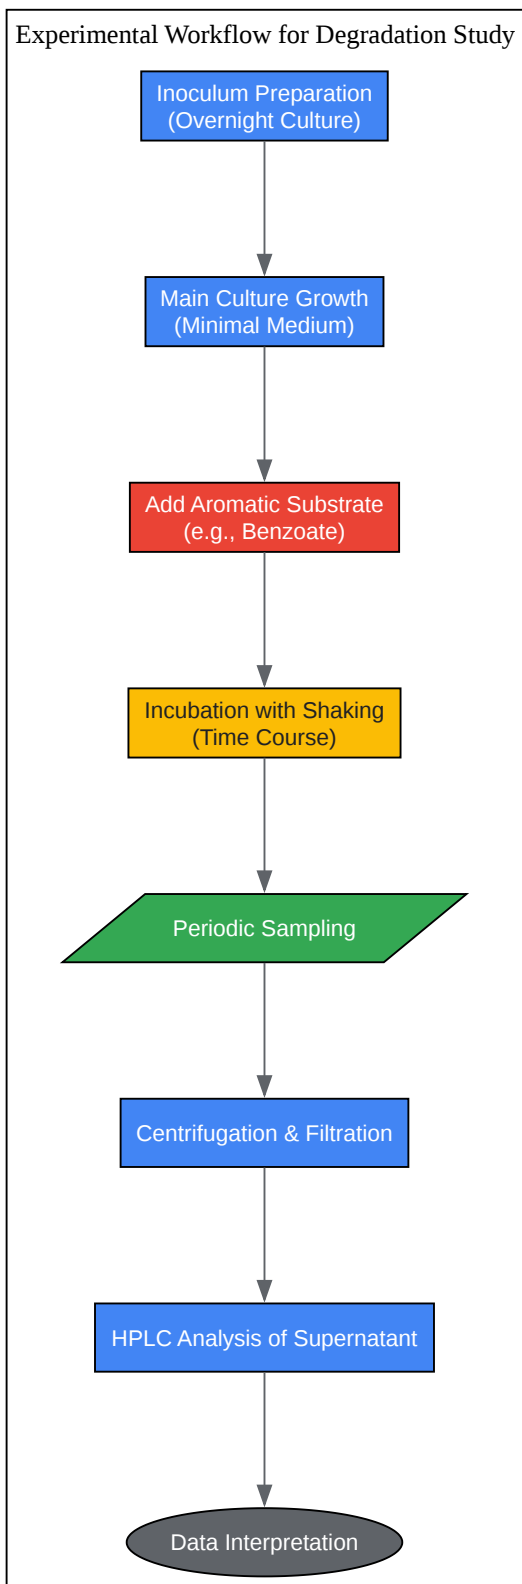 Experimental Workflow for Degradation Study
Inoculum Preparation
(Overnight Culture)
Main Culture Growth
(Minimal Medium)
Add Aromatic Substrate
(e.g., Benzoate)
Incubation with Shaking
(Time Course)
Periodic Sampling
Centrifugation & Filtration
HPLC Analysis of Supernatant
Data Interpretation